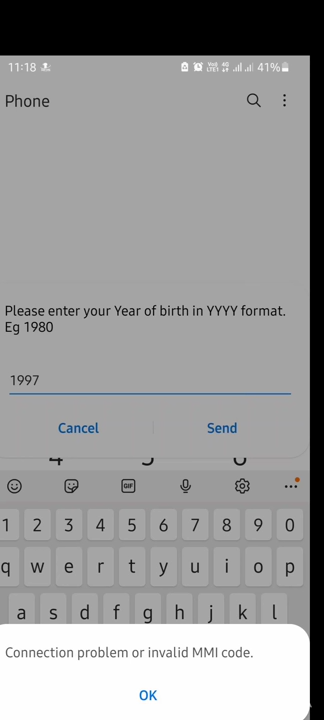 11:18 41%
Phone
Please enter your Year of birth in YYYY format.
Eg 1980
1997
Cancel Send
GIF
1 2 3 4 5 6 7 8 9 0
q w e r t y u i o p
a s d f g h j k l
Connection problem or invalid MMI code.
OK